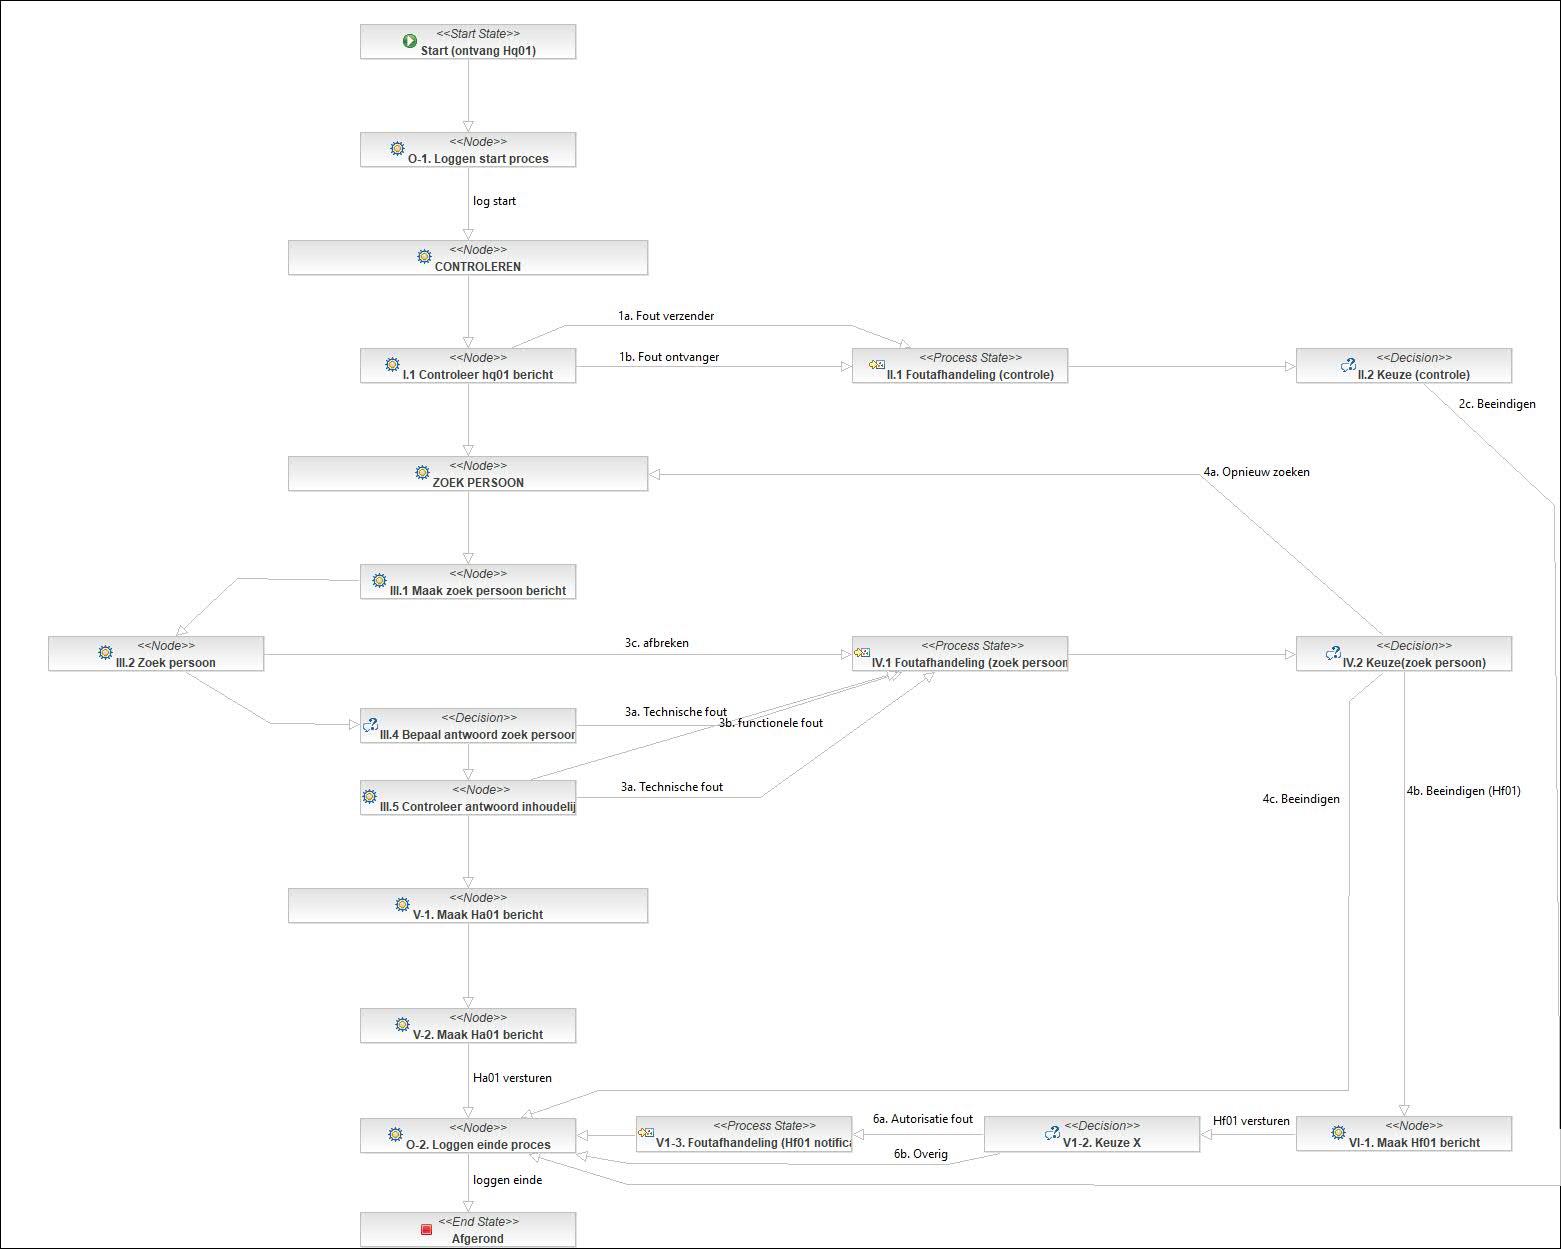 <<Start State>>
Start (ontvang Hq01)
<<Node>>
O-1. Loggen start proces
log start
<<Node>>
CONTROLEREN
1a. Fout verzender
<<Node>>
I.1 Controleer hq01 bericht
1b. Fout ontvanger
<<Process State>>
II.1 Foutafhandeling (controle)
<<Decision>>
II.2 Keuze (controle)
2c. Beeindigen
<<Node>>
ZOEK PERSOON
4a. Opnieuw zoeken
<<Node>>
III.1 Maak zoek persoon bericht
<<Node>>
III.2 Zoek persoon
3c. afbreken
<<Process State>>
IV.1 Foutafhandeling (zoek persoon
<<Decision>>
IV.2 Keuze(zoek persoon)
<<Decision>>
III.4 Bepaal antwoord zoek persoon
3a. Technische fout
3b. functionele fout
<<Node>>
III.5 Controleer antwoord inhoudelij
3a. Technische fout
4c. Beeindigen
4b. Beeindigen (Hf01)
<<Node>>
V-1. Maak Ha01 bericht
<<Node>>
V-2. Maak Ha01 bericht
Ha01 versturen
<<Node>>
O-2. Loggen einde proces
<<Process State>>
V1-3. Foutafhandeling (Hf01 notifica
6a. Autorisatie fout
<<Decision>>
V1-2. Keuze X
Hf01 versturen
<<Node>>
VI-1. Maak Hf01 bericht
6b. Overig
loggen einde
<<End State>>
Afgerond